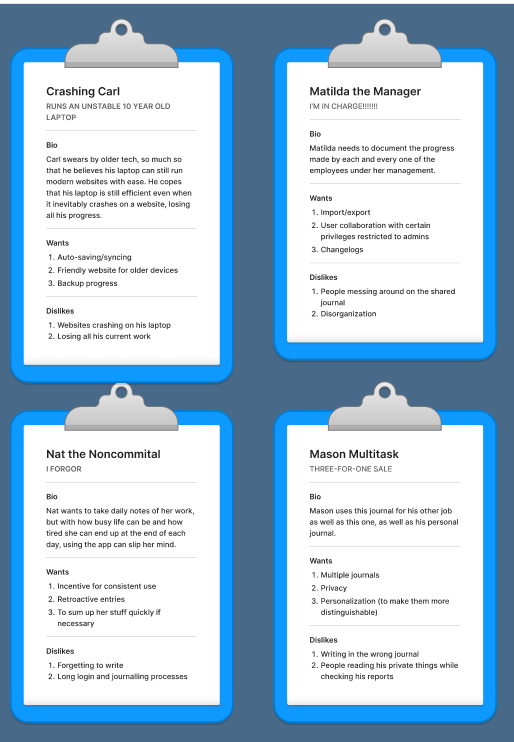 Crashing Carl
RUNS AN UNSTABLE 10 YEAR OLD
LAPTOP
Bio
Carl swears by older tech, so much so
that he believes his laptop can still run
modern websites with ease. He copes
that his laptop is still efficient even when
it inevitably crashes on a website, losing
all his progress.
Wants
1. Auto-saving/syncing
2. Friendly website for older devices
3. Backup progress
Dislikes
1. Websites crashing on his laptop
2. Losing all his current work
Matilda the Manager
I'M IN CHARGE!!!!!!!
Bio
Matilda needs to document the progress
made by each and every one of the
employees under her management.
Wants
1. Import/export
2. User collaboration with certain
privileges restricted to admins
3. Changelogs
Dislikes
1. People messing around on the shared
journal
2. Disorganization
Nat the Noncommital
I FORGOR
Bio
Nat wants to take daily notes of her work,
but with how busy life can be and how
tired she can end up at the end of each
day, using the app can slip her mind.
Wants
1. Incentive for consistent use
2. Retroactive entries
3. To sum up her stuff quickly if
necessary
Dislikes
1. Forgetting to write
2. Long login and journalling processes
Mason Multitask
THREE-FOR-ONE SALE
Bio
Mason uses this journal for his other job
as well as this one, as well as his personal
journal.
Wants
1. Multiple journals
2. Privacy
3. Personalization (to make them more
distinguishable)
Dislikes
1. Writing in the wrong journal
2. People reading his private things while
checking his reports